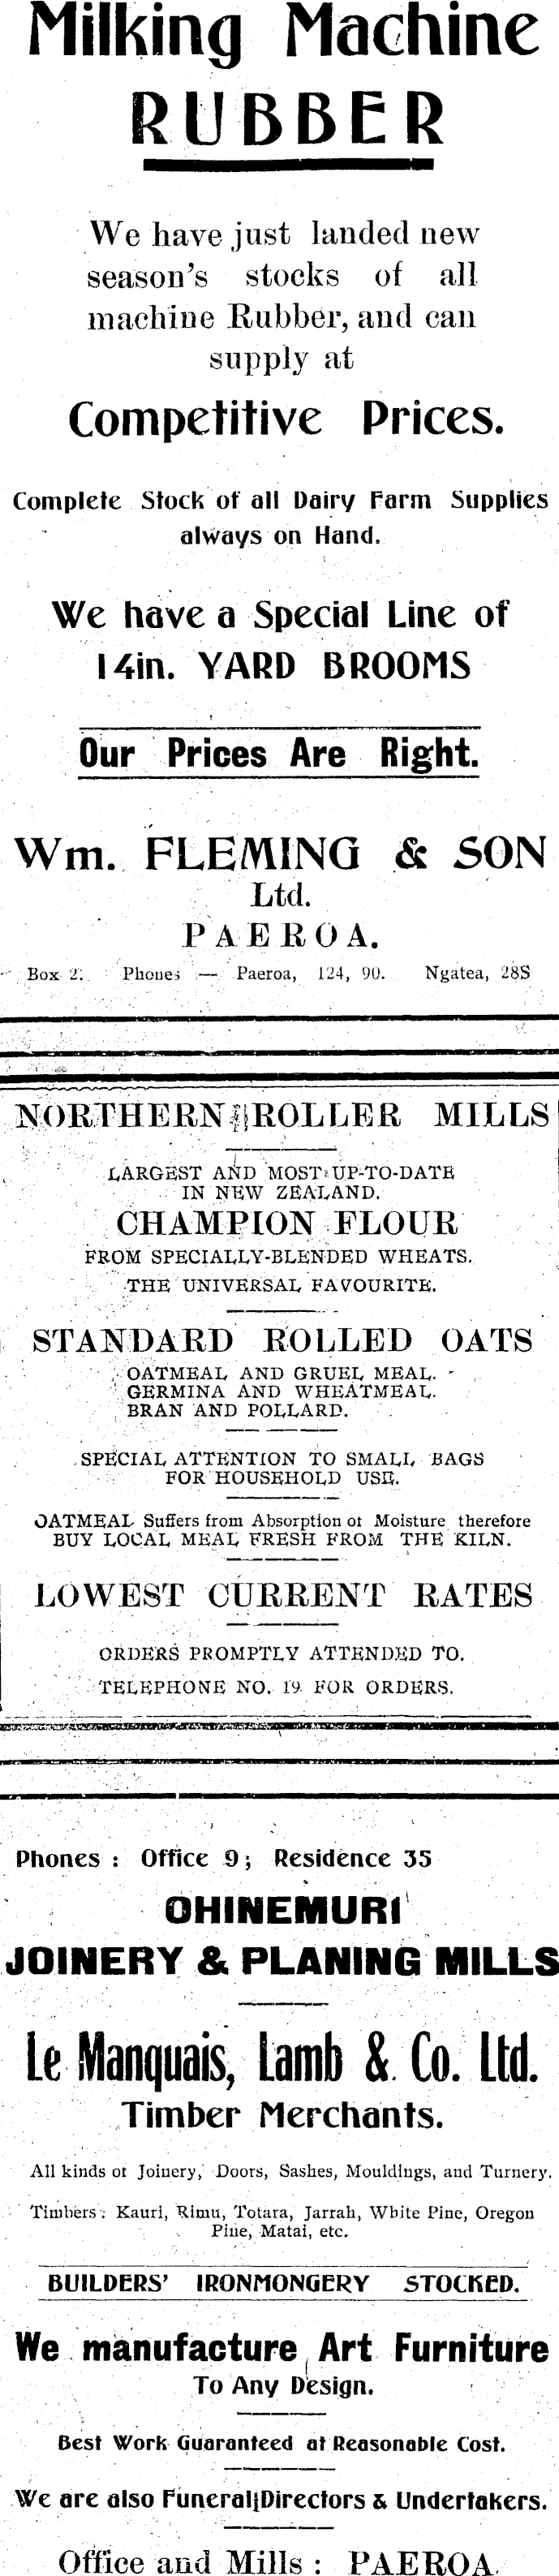 Milking Machine
RUBBER
We have just landed new
season's stocks of all
machine Rubber, and can
supply at
Competitive Prices.
Complete Stock of all Dairy Farm Supplies
always on Hand.
We have a Special Line of
14in. YARD BROOMS
Our Prices Are Right.
Wm. FLEMING & SON
Ltd.
PAEROA.
Box 2. Phones — Paeroa, 124, 90. Ngatea, 28S
NORTHERN ROLLER MILLS
LARGEST AND MOST UP-TO-DATE
IN NEW ZEALAND.
CHAMPION FLOUR
FROM SPECIALLY-BLENDED WHEATS.
THE UNIVERSAL FAVOURITE.
STANDARD ROLLED OATS
OATMEAL AND GRUEL MEAL.
GERMINA AND WHEATMEAL.
BRAN AND POLLARD.
SPECIAL ATTENTION TO SMALL BAGS
FOR HOUSEHOLD USE.
OATMEAL Suffers from Absorption of Moisture therefore
BUY LOCAL MEAL FRESH FROM THE KILN.
LOWEST CURRENT RATES
ORDERS PROMPTLY ATTENDED TO.
TELEPHONE NO. 19 FOR ORDERS.
Phones : Office 9; Residence 35
OHINEMURI
JOINERY & PLANING MILLS
Le Manquais, Lamb & Co. Ltd.
Timber Merchants.
All kinds of Joinery, Doors, Sashes, Mouldings, and Turnery.
Timbers: Kauri, Rimu, Totara, Jarrah, White Pine, Oregon
Pine, Matai, etc.
BUILDERS' IRONMONGERY STOCKED.
We manufacture Art Furniture
To Any Design.
Best Work Guaranteed at Reasonable Cost.
We are also Funeral Directors & Undertakers.
Office and Mills : PAEROA.